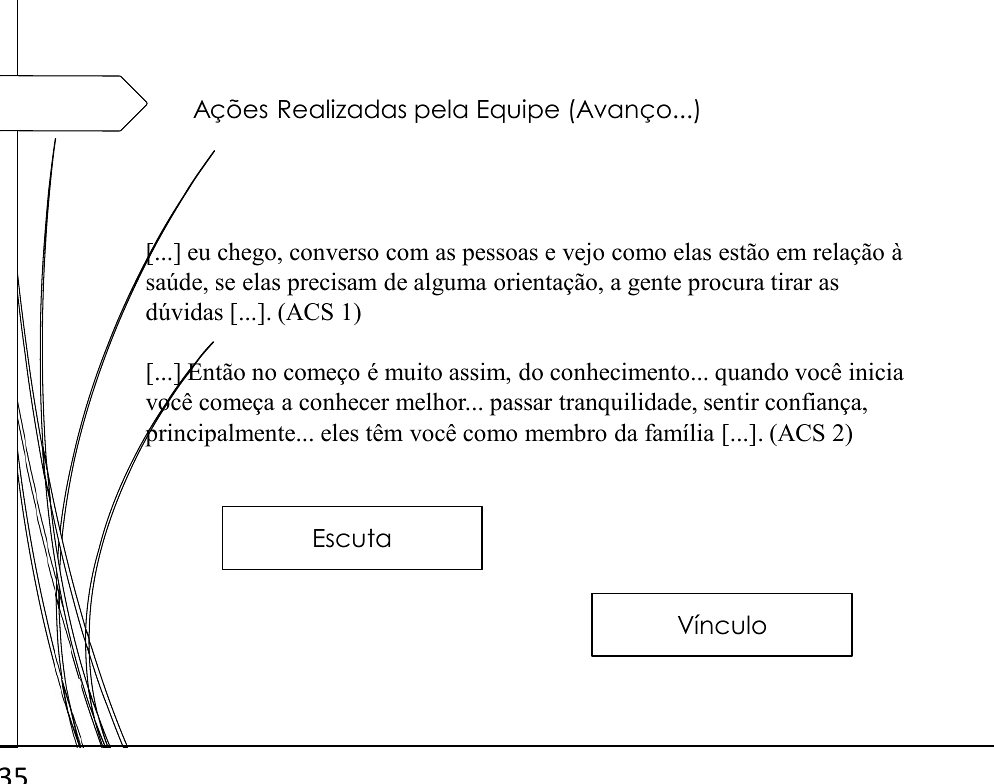 Ações Realizadas pela Equipe (Avanço...)
[...] eu chego, converso com as pessoas e vejo como elas estão em relação à
saúde, se elas precisam de alguma orientação, a gente procura tirar as
dúvidas [...]. (ACS 1)
[...] Então no começo é muito assim, do conhecimento... quando você inicia
você começa a conhecer melhor... passar tranquilidade, sentir confiança,
principalmente... eles têm você como membro da família [...]. (ACS 2)
Escuta
Vínculo
35